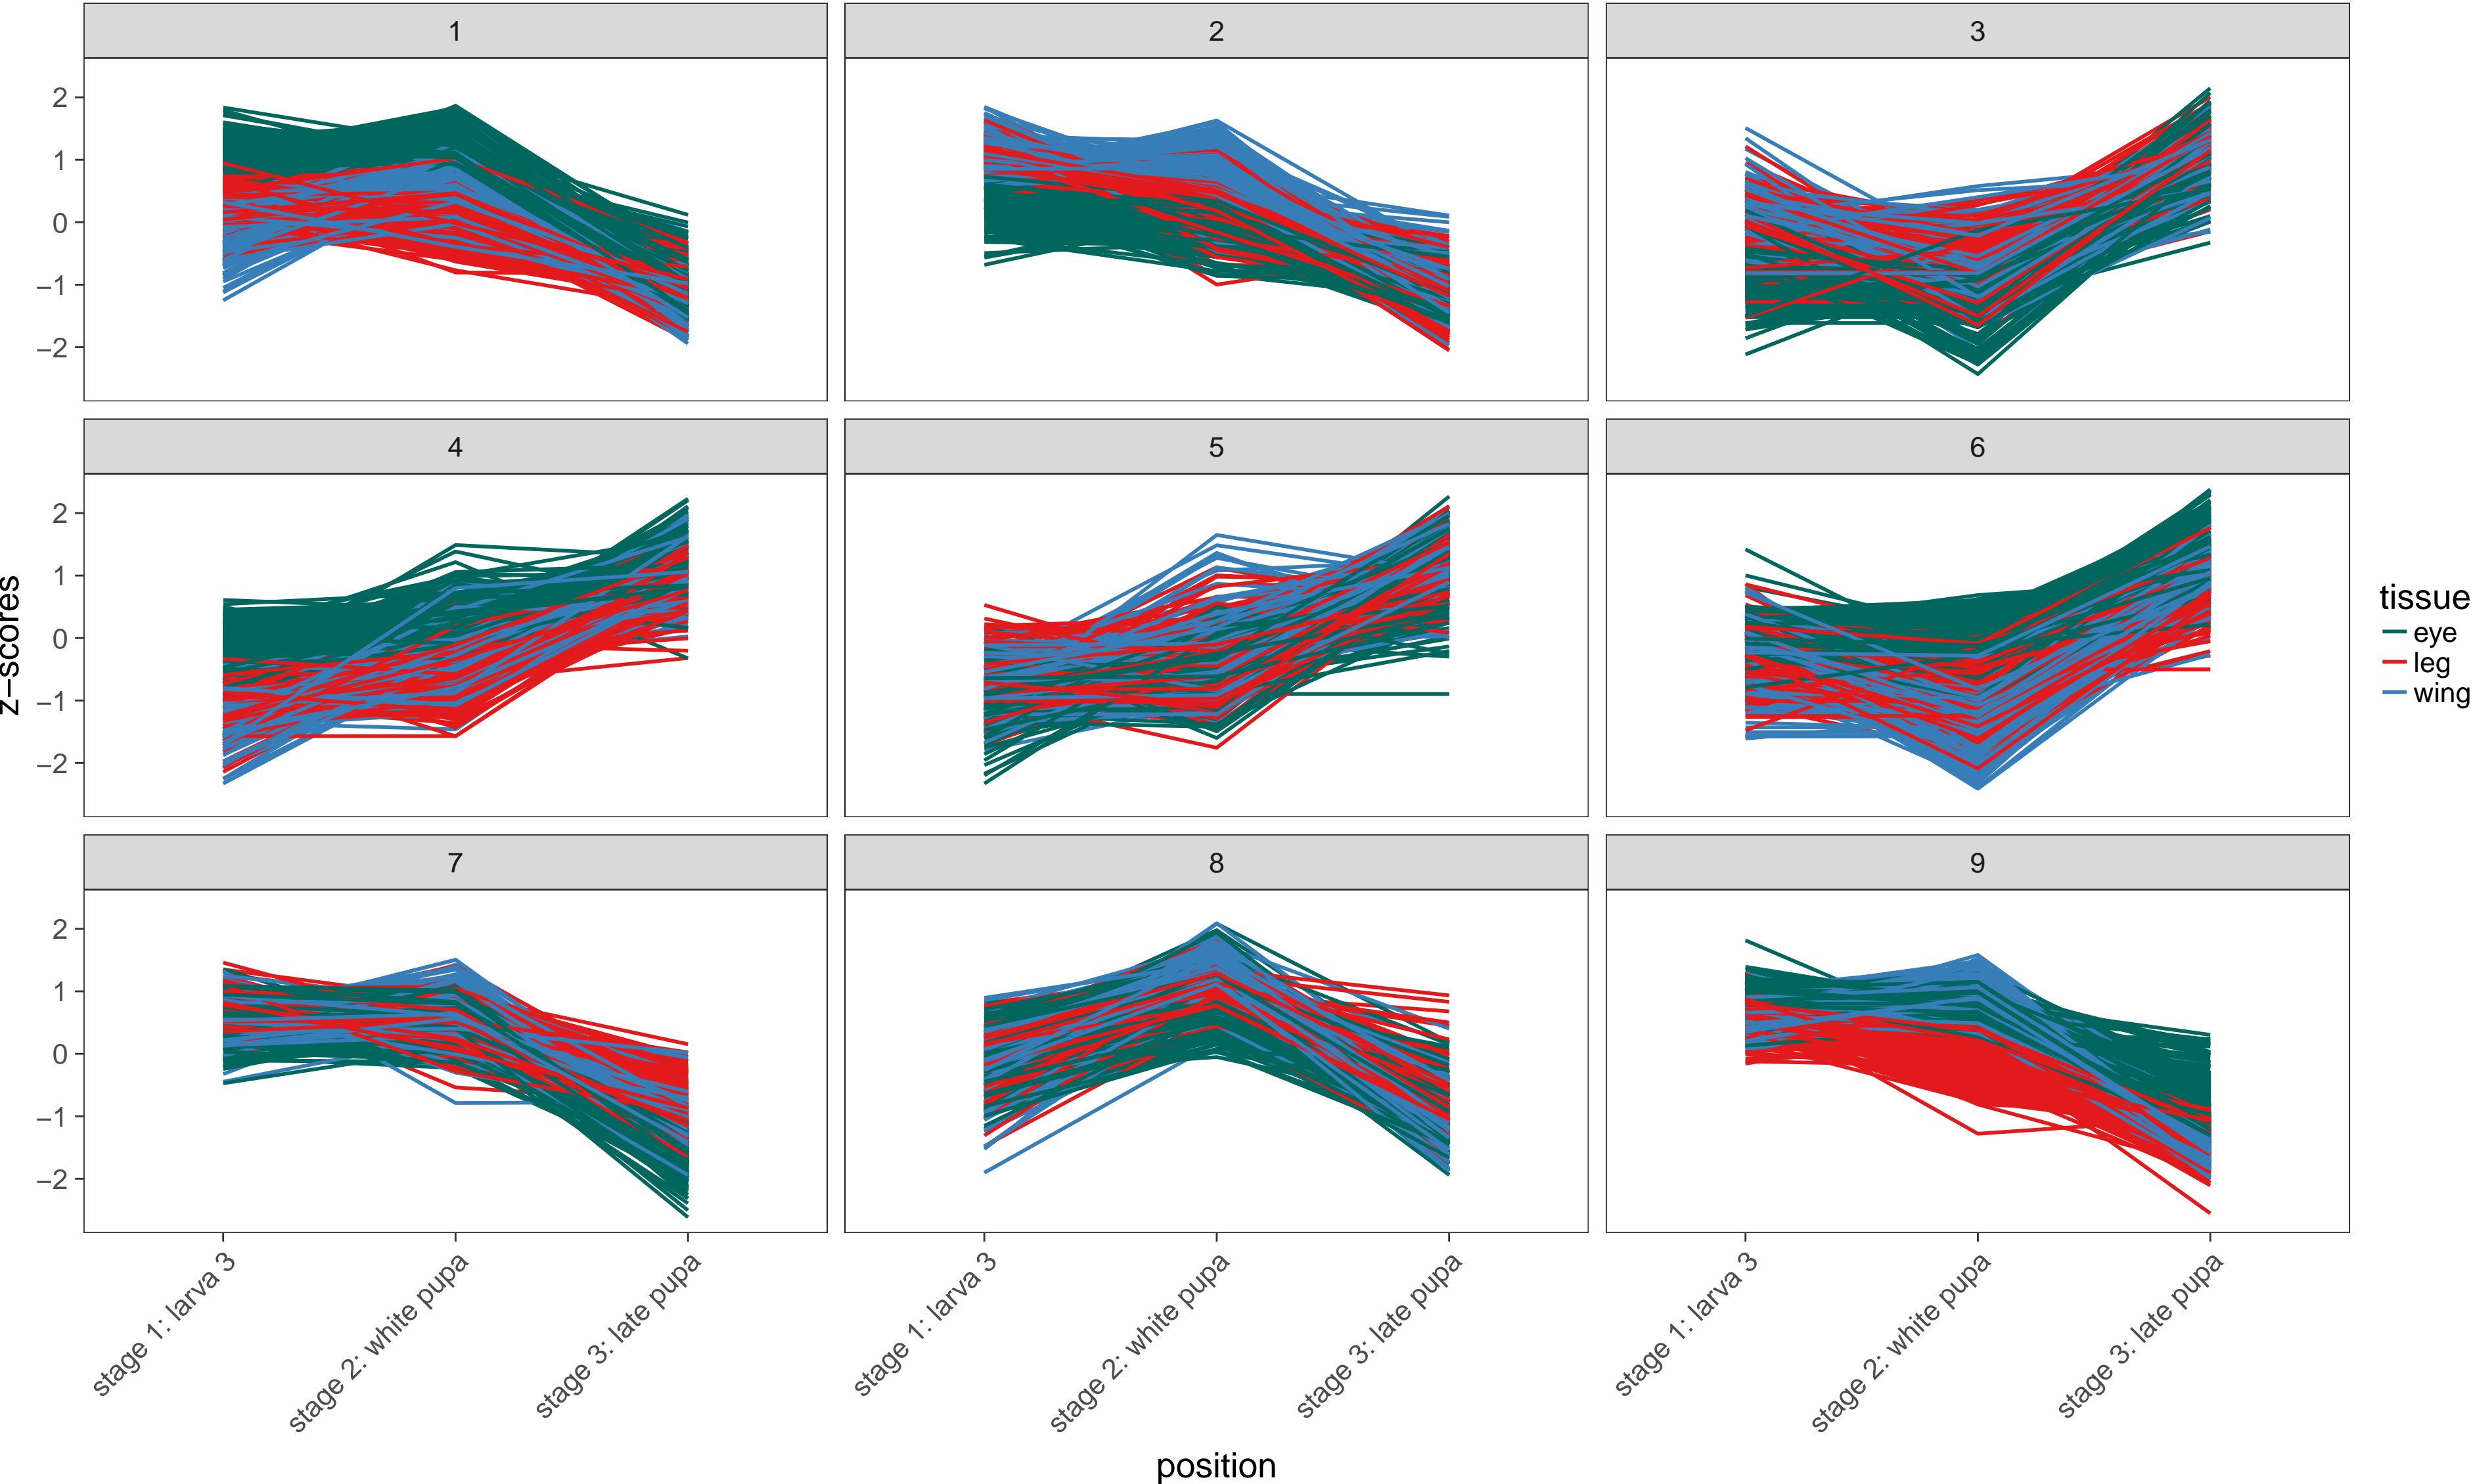 1
2
3
2
1
0
−1
−2
4
5
6
2
1
0
−1
−2
z−scores
tissue
eye
leg
wing
7
8
9
2
1
0
−1
−2
stage 1: larva 3
stage 2: white pupa
stage 3: late pupa
stage 1: larva 3
stage 2: white pupa
stage 3: late pupa
stage 1: larva 3
stage 2: white pupa
stage 3: late pupa
position